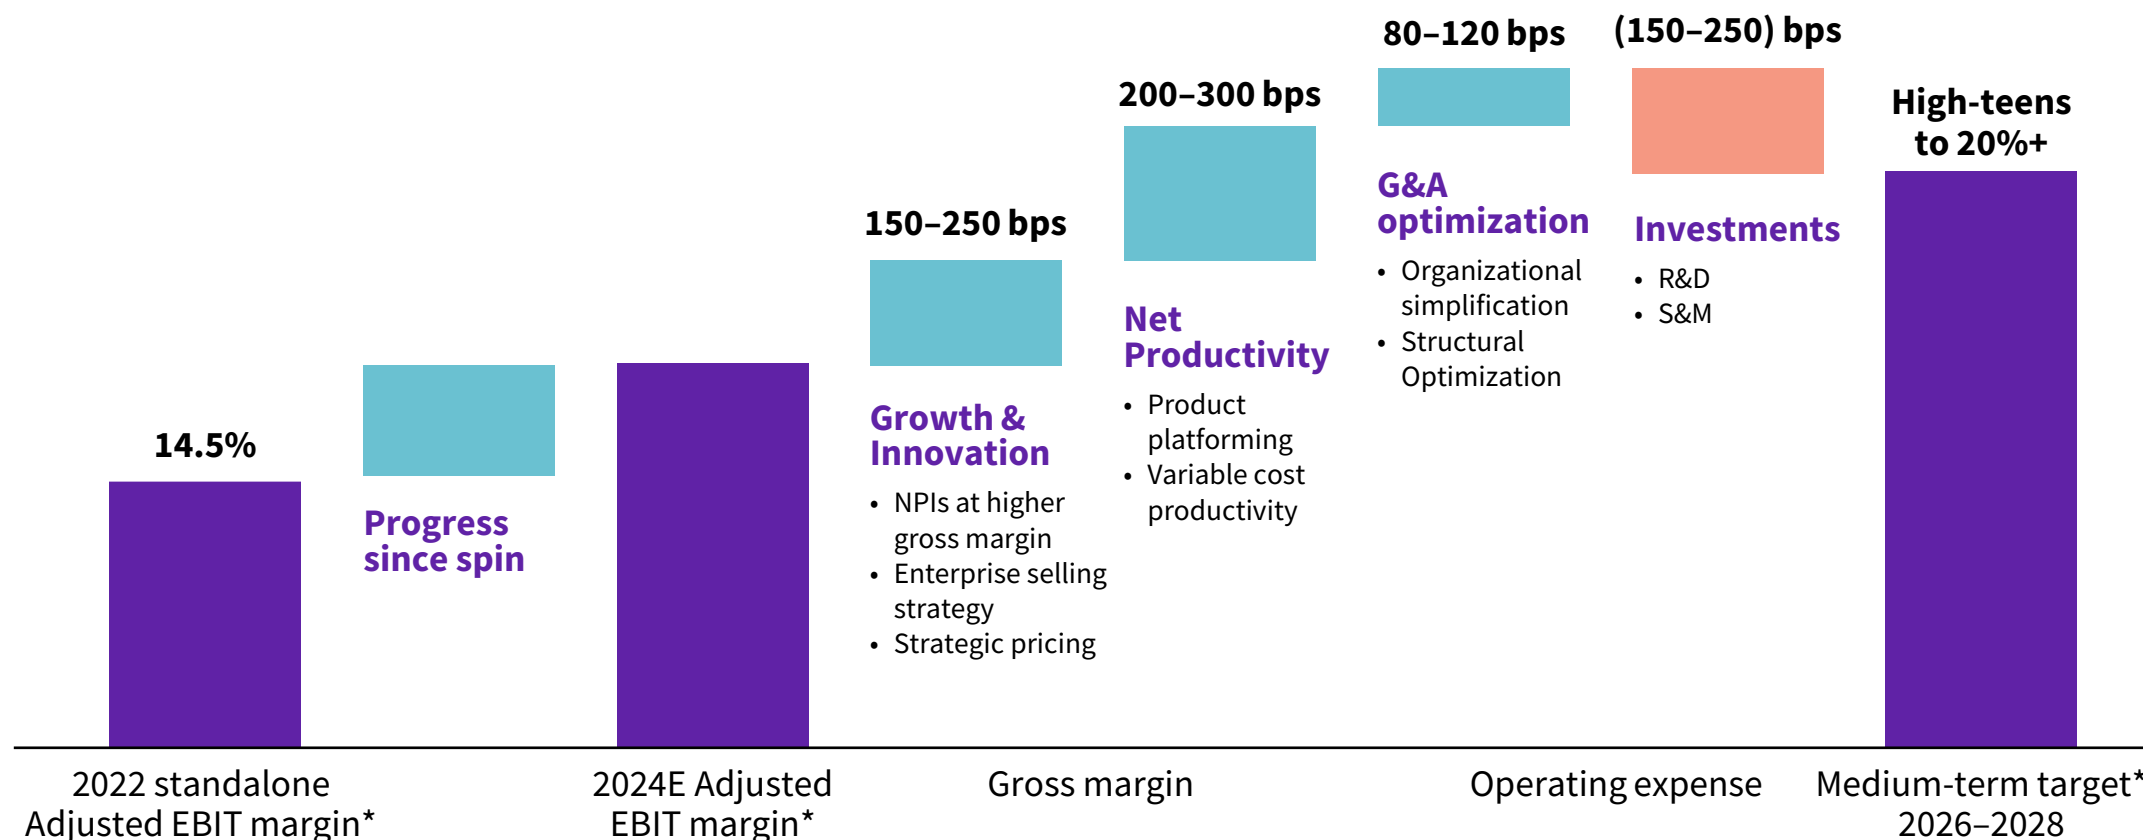 14.5%
Progress
since spin
150–250 bps
Growth &
Innovation
• NPIs at higher
gross margin
• Enterprise selling
strategy
• Strategic pricing
200–300 bps
Net
Productivity
• Product
platforming
• Variable cost
productivity
80–120 bps
G&A
optimization
• Organizational
simplification
• Structural
Optimization
(150–250) bps
Investments
• R&D
• S&M
High-teens
to 20%+
2022 standalone
Adjusted EBIT margin*
2024E Adjusted
EBIT margin*
Gross margin
Operating expense
Medium-term target*
2026–2028